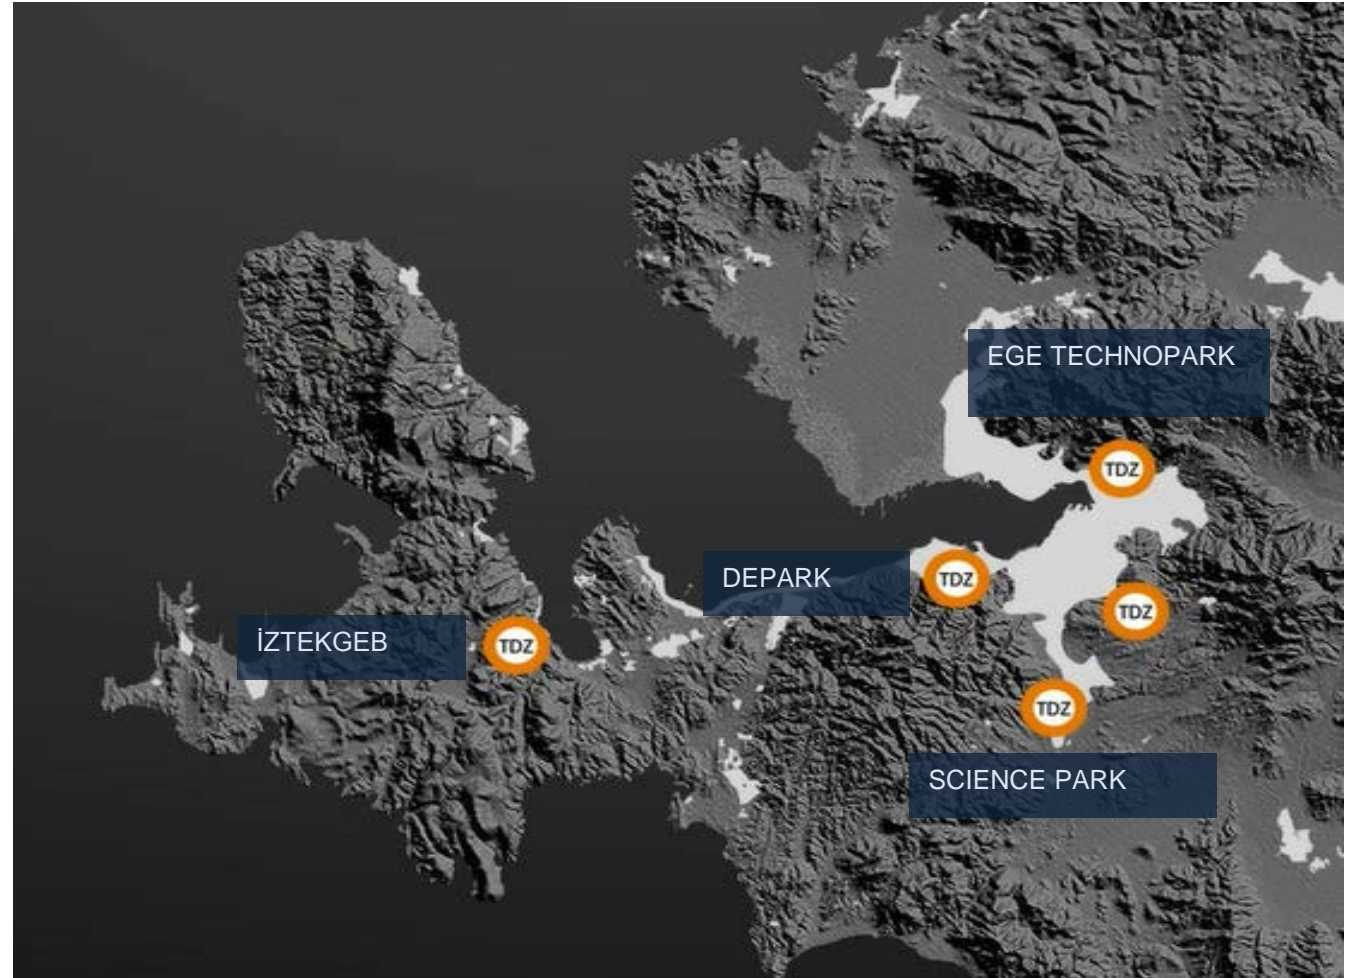 EGE TECHNOPARK
TDZ
DEPARK
TDZ
TDZ
İZTEKGEB
TDZ
TDZ
SCIENCE PARK